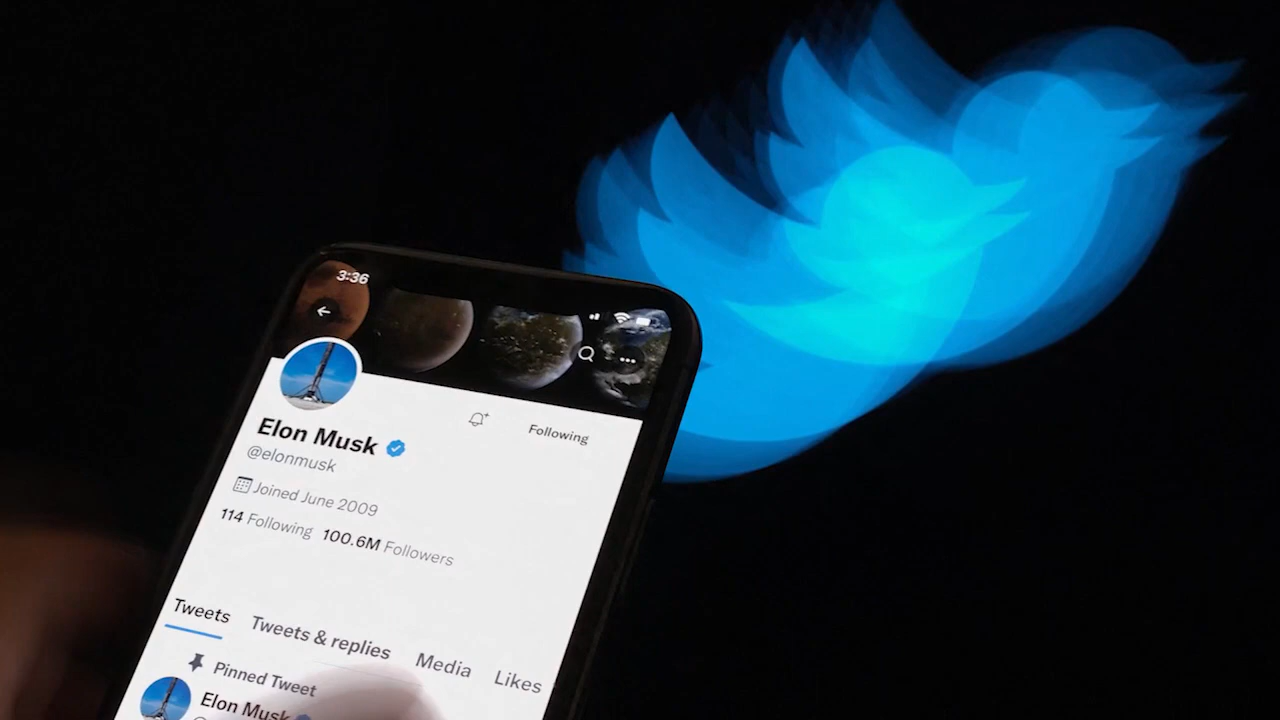 3:36
Following
Elon Musk
@elonmusk
Joined June 2009
114 Following 100.6M Followers
Tweets Tweets & replies Media Likes
Pinned Tweet
Elon Musk